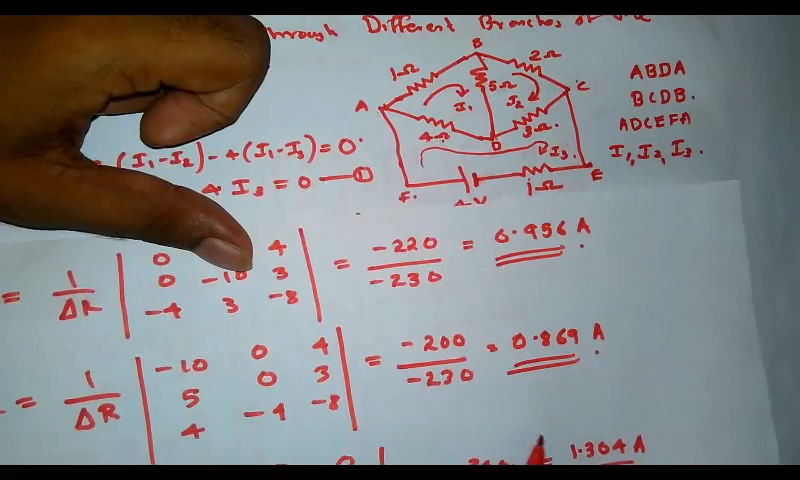 Through Different Branches of the
B
1Ω
2Ω
5Ω
A
I1
I2
C
4Ω
3Ω
D
I3
F
1Ω
E
ABDA
BCDB.
ADCEFA
I1, I2, I3.
(I1-I2) - 4(I1-I3) = 0
4 I3 = 0 — ①
= 1/ΔR | 0 4 | = -220/-230 = 0.956 A
0 -10 3
-4 3 -8
= 1/ΔR | -10 0 4 | = -200/-230 = 0.869 A
5 0 3
4 -4 -8
= 1.304 A